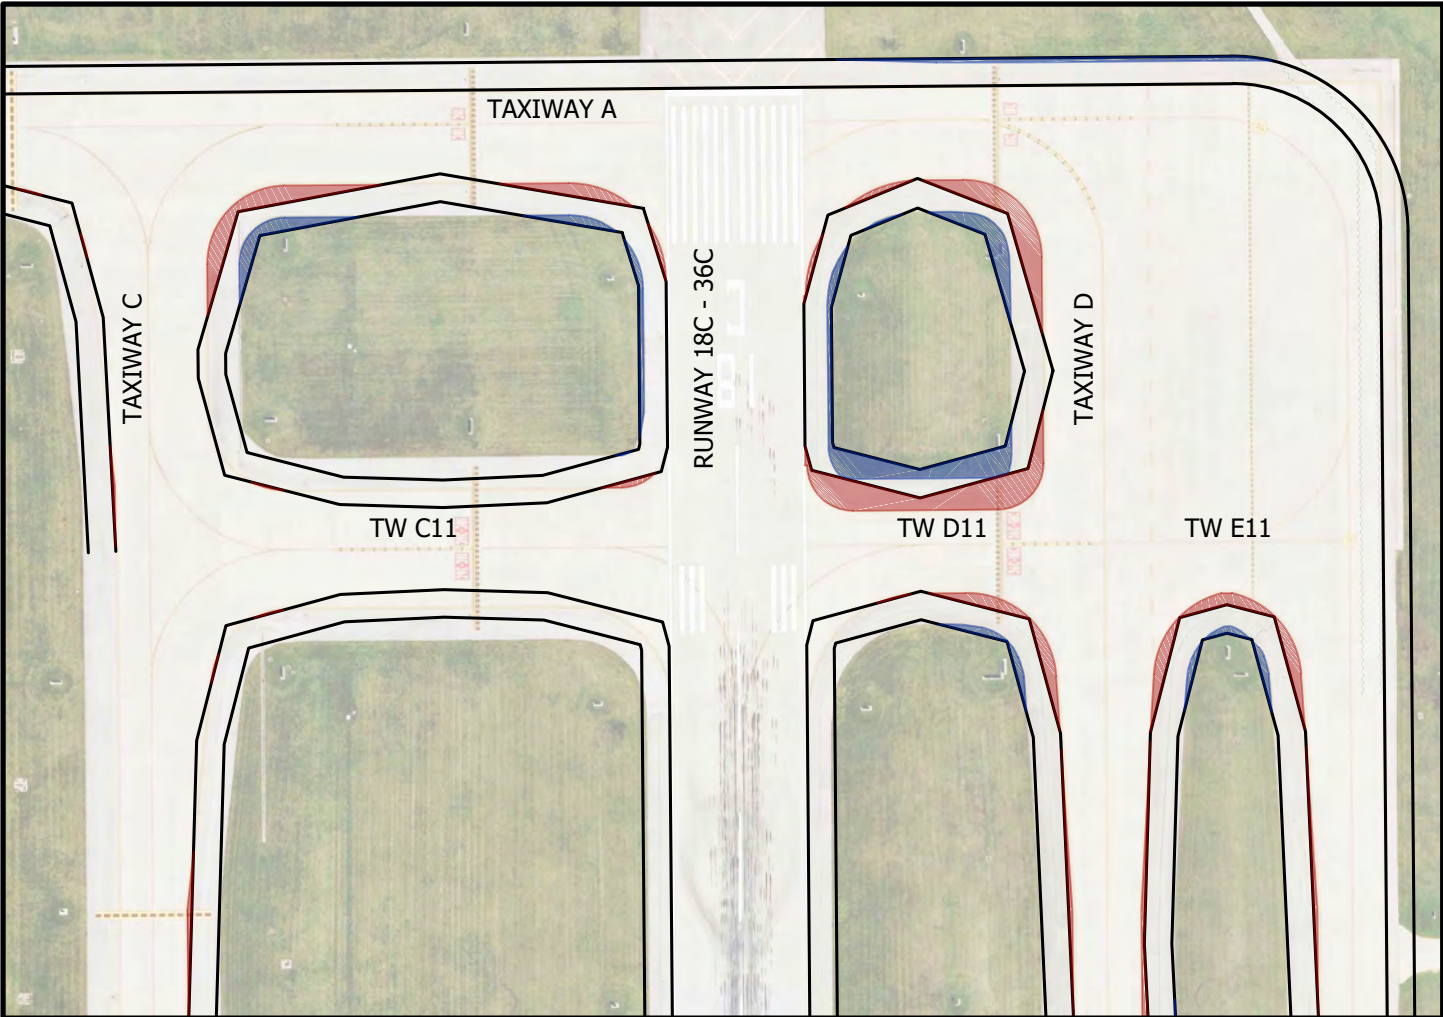 TAXIWAY A
TAXIWAY C
RUNWAY 18C - 36C
TAXIWAY D
TW C11
TW D11
TW E11